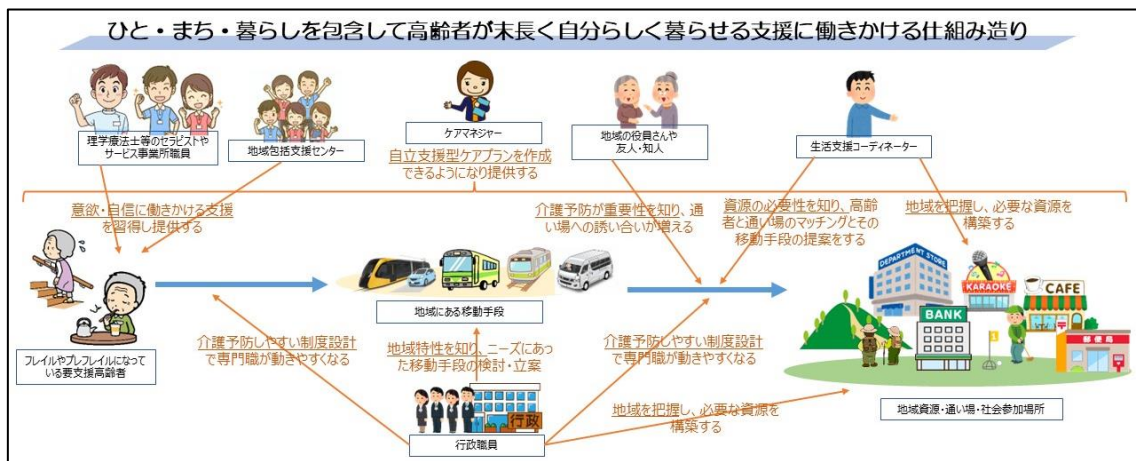 ひと・まち・暮らしを包含して高齢者が末長く自分らしく暮らせる支援に働きかける仕組み造り
理学療法士等のセラピストや
サービス事業所職員
地域包括支援センター
ケアマネジャー
地域の役員さんや
友人・知人
生活支援コーディネーター
自立支援型ケアプランを作成
できるようになり提供する
意欲・自信に働きかける支援
を習得し提供する
介護予防が重要性を知り、通
い場への誘い合いが増える
資源の必要性を知り、高齢
者と通い場のマッチングとその
移動手段の提案をする
地域を把握し、必要な資源を
構築する
DEPARTMENT STORE
KARAOKE
CAFE
BANK
郵便局
地域にある移動手段
フレイルやプレフレイルになって
いる要支援高齢者
介護予防しやすい制度設計
で専門職が動きやすくなる
地域特性を知り、ニーズにあっ
た移動手段の検討・立案
介護予防しやすい制度設計
で専門職が動きやすくなる
行政
行政職員
地域を把握し、必要な資源を
構築する
地域資源・通い場・社会参加場所